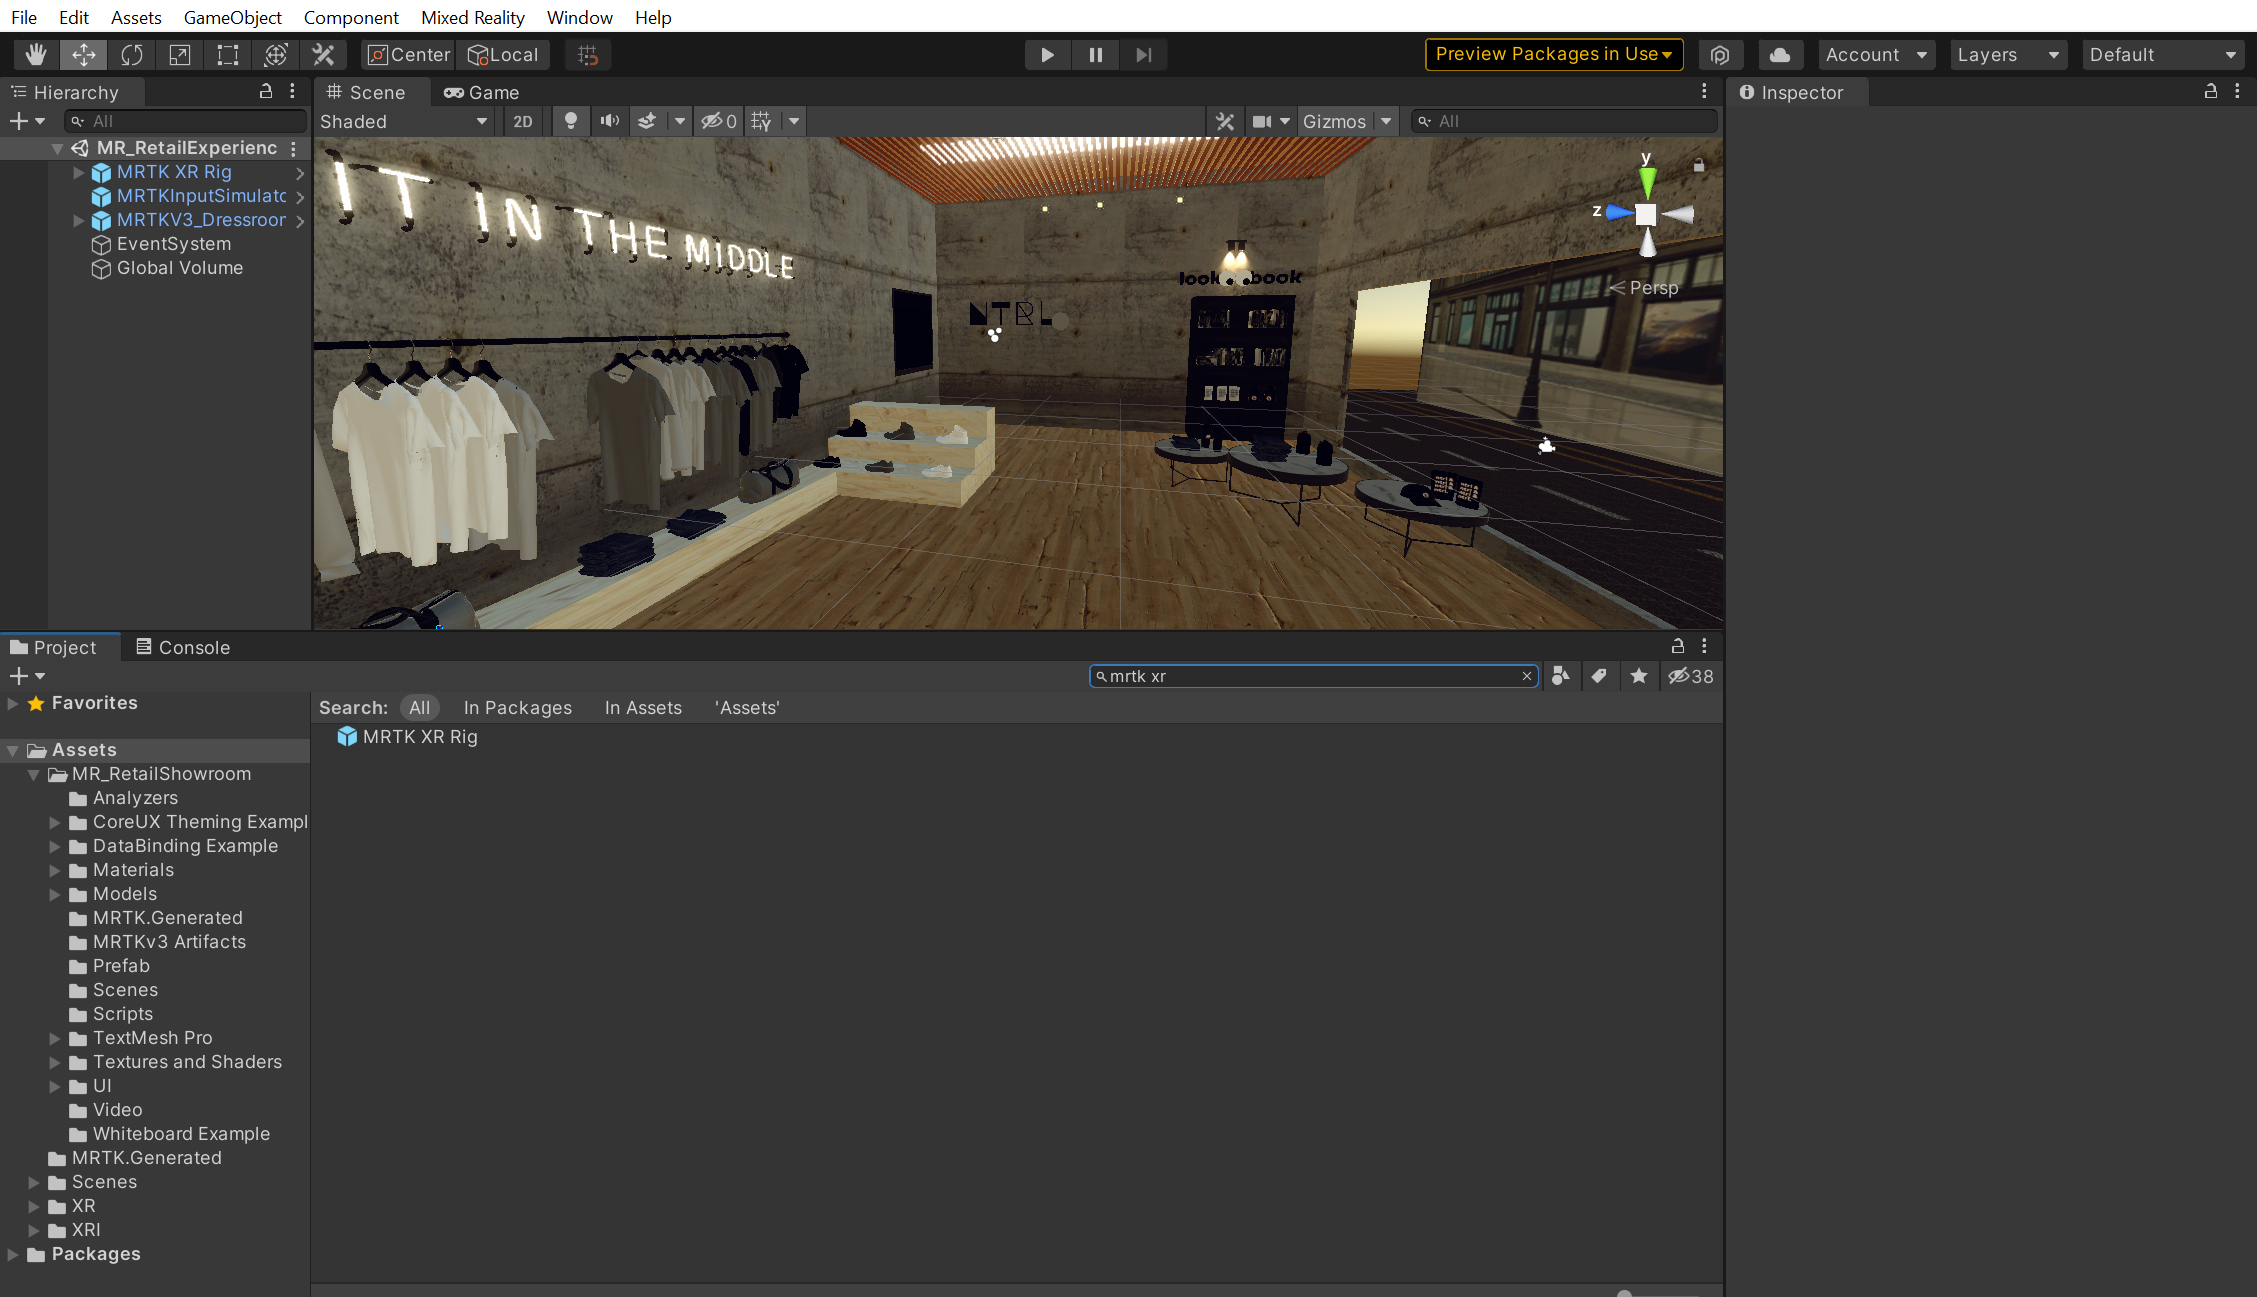 File Edit Assets GameObject Component Mixed Reality Window Help
Center Local Preview Packages in Use Account Layers Default
Hierarchy
All
MR_RetailExperienc
MRTK XR Rig
MRTKInputSimulatc
MRTKV3_Dressroor
EventSystem
Global Volume
Scene Game
Shaded 2D 0 Gizmos All
IT IN THE MIDDLE
NTRL
look book
y
z
Persp
Inspector
Project Console
mrtk xr
38
Favorites
Assets
MR_RetailShowroom
Analyzers
CoreUX Theming Exampl
DataBinding Example
Materials
Models
MRTK.Generated
MRTKv3 Artifacts
Prefab
Scenes
Scripts
TextMesh Pro
Textures and Shaders
UI
Video
Whiteboard Example
MRTK.Generated
Scenes
XR
XRI
Packages
Search: All In Packages In Assets 'Assets'
MRTK XR Rig